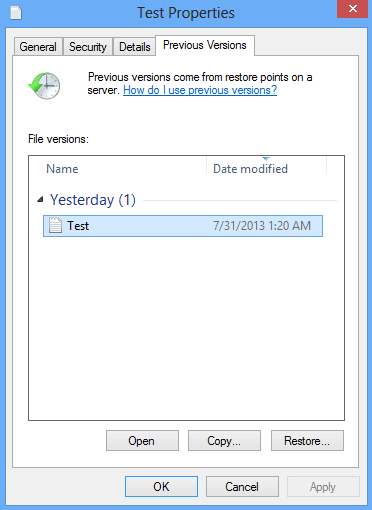 Test Properties
General Security Details Previous Versions
Previous versions come from restore points on a
server. How do I use previous versions?
File versions:
Name Date modified
Yesterday (1)
Test 7/31/2013 1:20 AM
Open Copy... Restore...
OK Cancel Apply